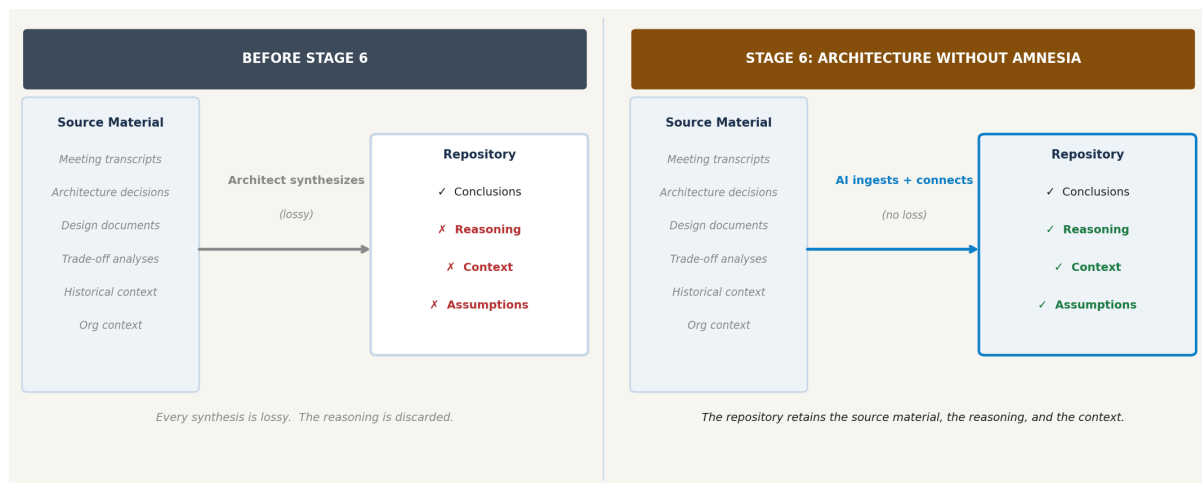 BEFORE STAGE 6
Source Material
Meeting transcripts
Architecture decisions
Design documents
Trade-off analyses
Historical context
Org context
Architect synthesizes
(lossy)
Repository
✓ Conclusions
✗ Reasoning
✗ Context
✗ Assumptions
Every synthesis is lossy. The reasoning is discarded.
STAGE 6: ARCHITECTURE WITHOUT AMNESIA
Source Material
Meeting transcripts
Architecture decisions
Design documents
Trade-off analyses
Historical context
Org context
AI ingests + connects
(no loss)
Repository
✓ Conclusions
✓ Reasoning
✓ Context
✓ Assumptions
The repository retains the source material, the reasoning, and the context.